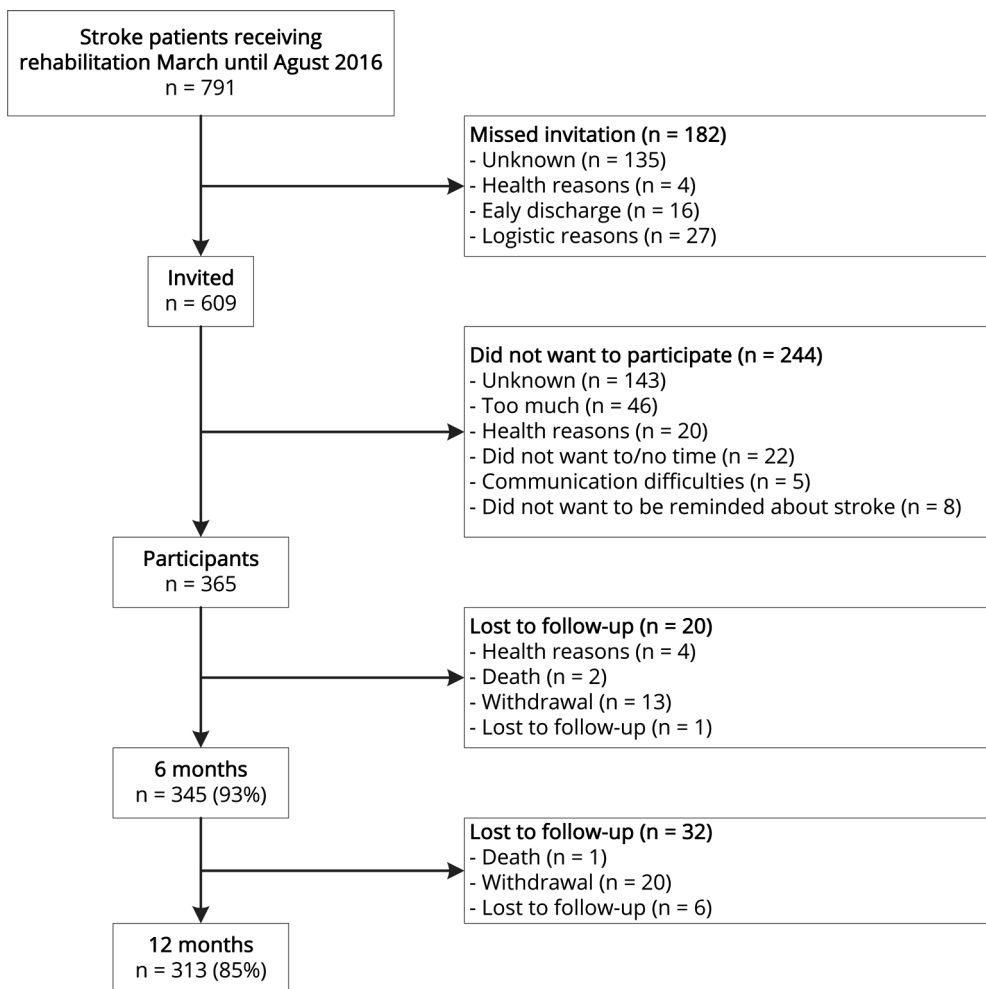 Stroke patients receiving
rehabilitation March until Agust 2016
n = 791
Missed invitation (n = 182)
- Unknown (n = 135)
- Health reasons (n = 4)
- Ealy discharge (n = 16)
- Logistic reasons (n = 27)
Invited
n = 609
Did not want to participate (n = 244)
- Unknown (n = 143)
- Too much (n = 46)
- Health reasons (n = 20)
- Did not want to/no time (n = 22)
- Communication difficulties (n = 5)
- Did not want to be reminded about stroke (n = 8)
Participants
n = 365
Lost to follow-up (n = 20)
- Health reasons (n = 4)
- Death (n = 2)
- Withdrawal (n = 13)
- Lost to follow-up (n = 1)
6 months
n = 345 (93%)
Lost to follow-up (n = 32)
- Death (n = 1)
- Withdrawal (n = 20)
- Lost to follow-up (n = 6)
12 months
n = 313 (85%)